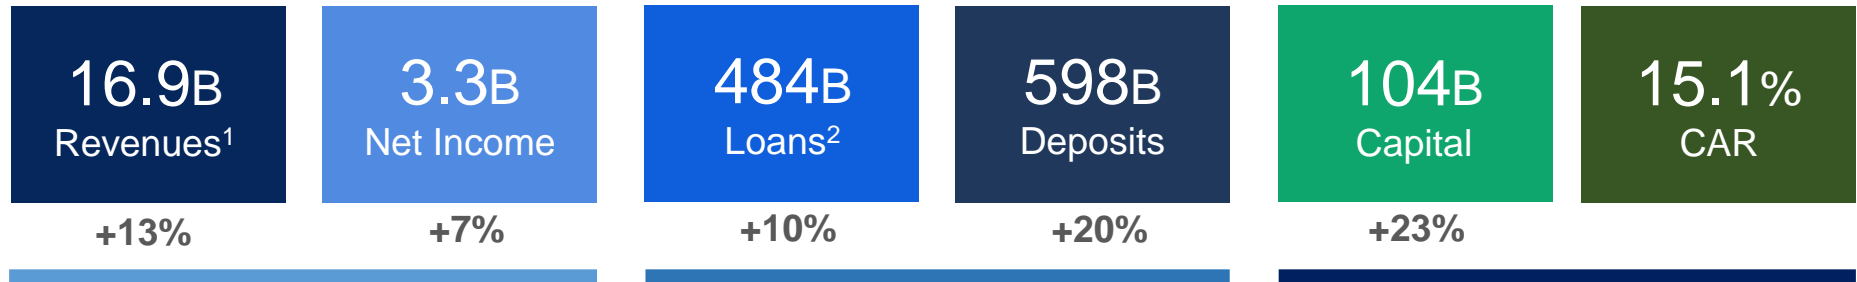 16.9B
Revenues1
+13%
3.3B
Net Income
+7%
484B
Loans2
+10%
598B
Deposits
+20%
104B
Capital
+23%
15.1%
CAR